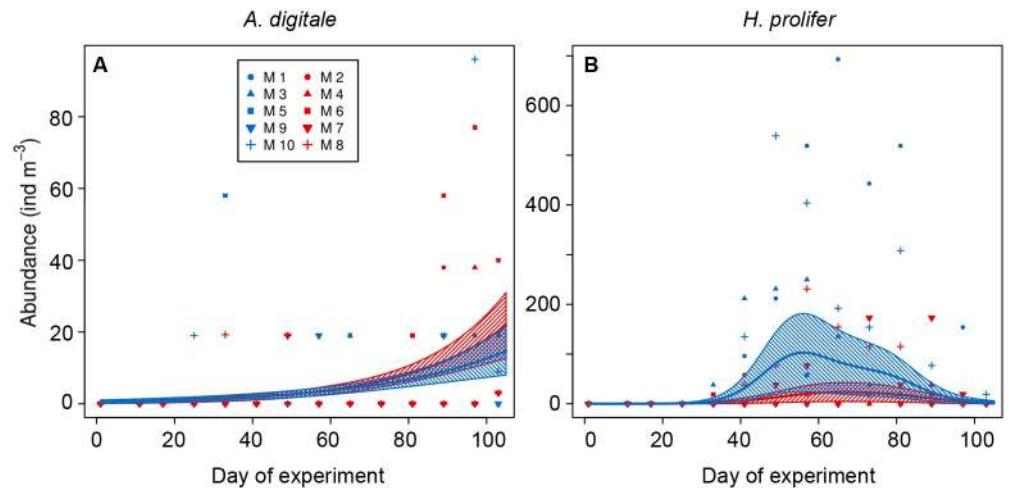 A. digitale
H. prolifer
A
M 1 M 2
M 3 M 4
M 5 M 6
M 9 M 7
M 10 M 8
B
80
60
40
20
0
600
400
200
0
Abundance (ind m⁻³)
0 20 40 60 80 100
0 20 40 60 80 100
Day of experiment
Day of experiment